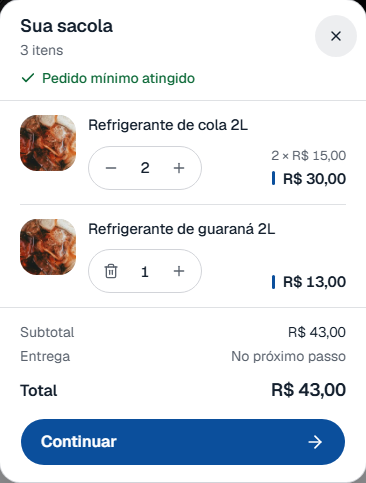 Sua sacola
3 itens
Pedido mínimo atingido
Refrigerante de cola 2L
2 × R$ 15,00
2
R$ 30,00
Refrigerante de guaraná 2L
1
R$ 13,00
Subtotal R$ 43,00
Entrega No próximo passo
Total R$ 43,00
Continuar